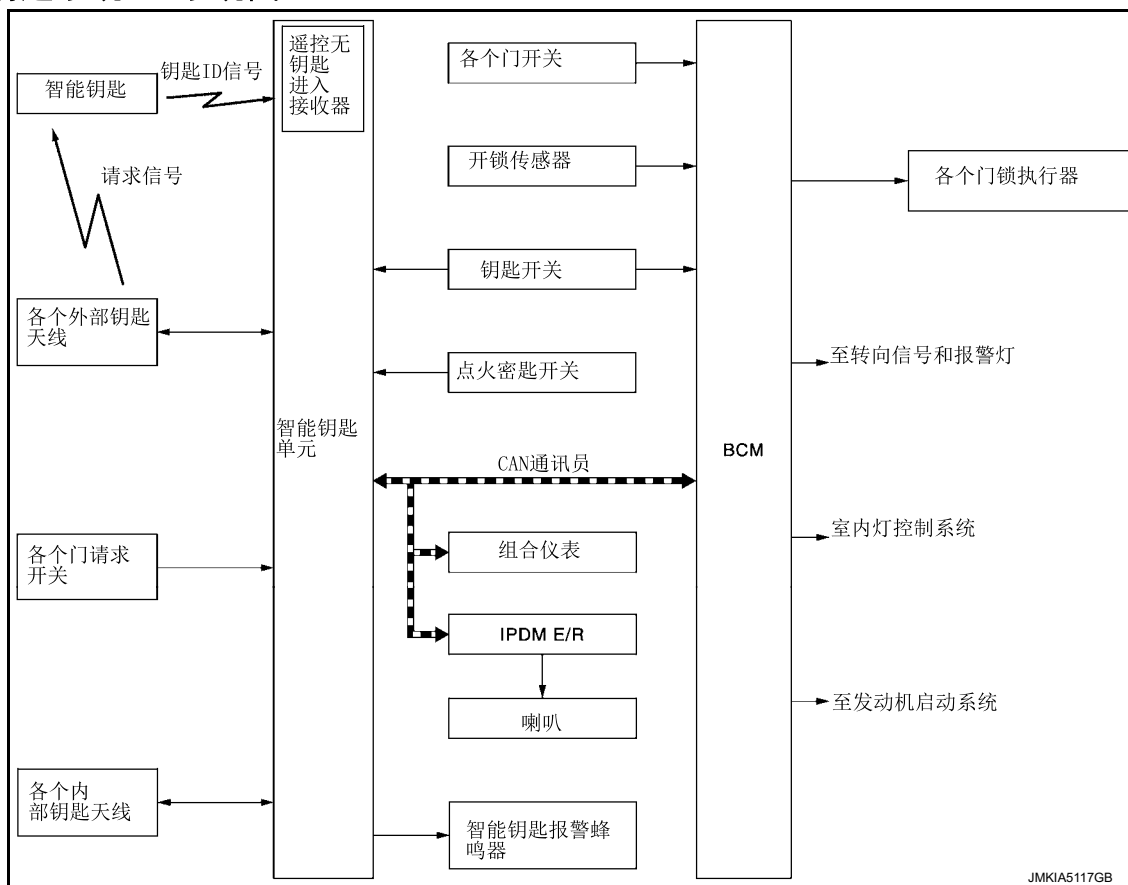 智能钥匙
钥匙ID信号
请求信号
各个外部钥匙
天线
各个门请求
开关
各个内
部钥匙天线
遥控无
钥匙
进入
接收器
智能钥匙
单元
各个门开关
开锁传感器
钥匙开关
点火密匙开关
CAN通讯员
组合仪表
IPDM E/R
喇叭
智能钥匙报警蜂
鸣器
BCM
各个门锁执行器
至转向信号和报警灯
室内灯控制系统
至发动机启动系统
JMKIA5117GB